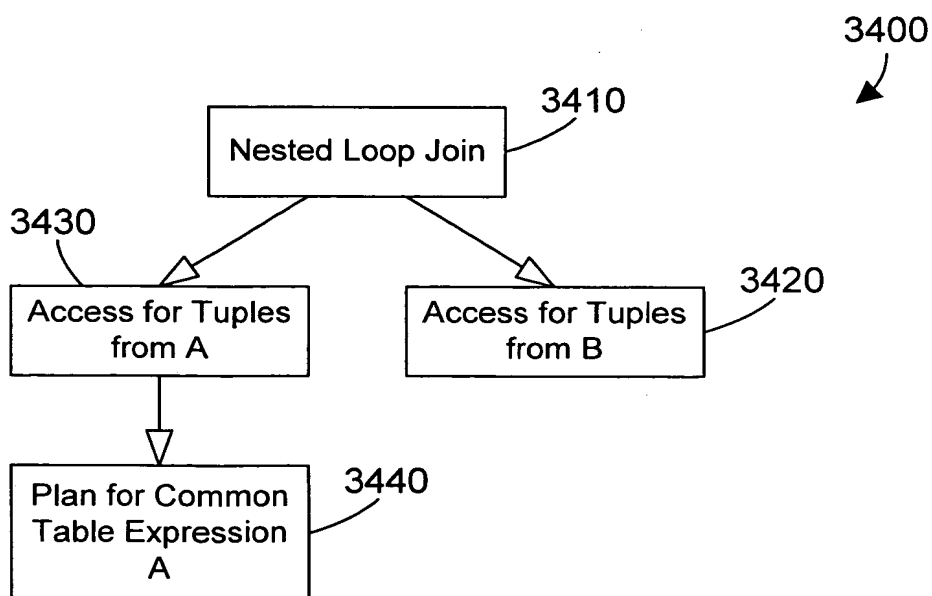 3400
3410
Nested Loop Join
3430
Access for Tuples
from A
3420
Access for Tuples
from B
3440
Plan for Common
Table Expression
A